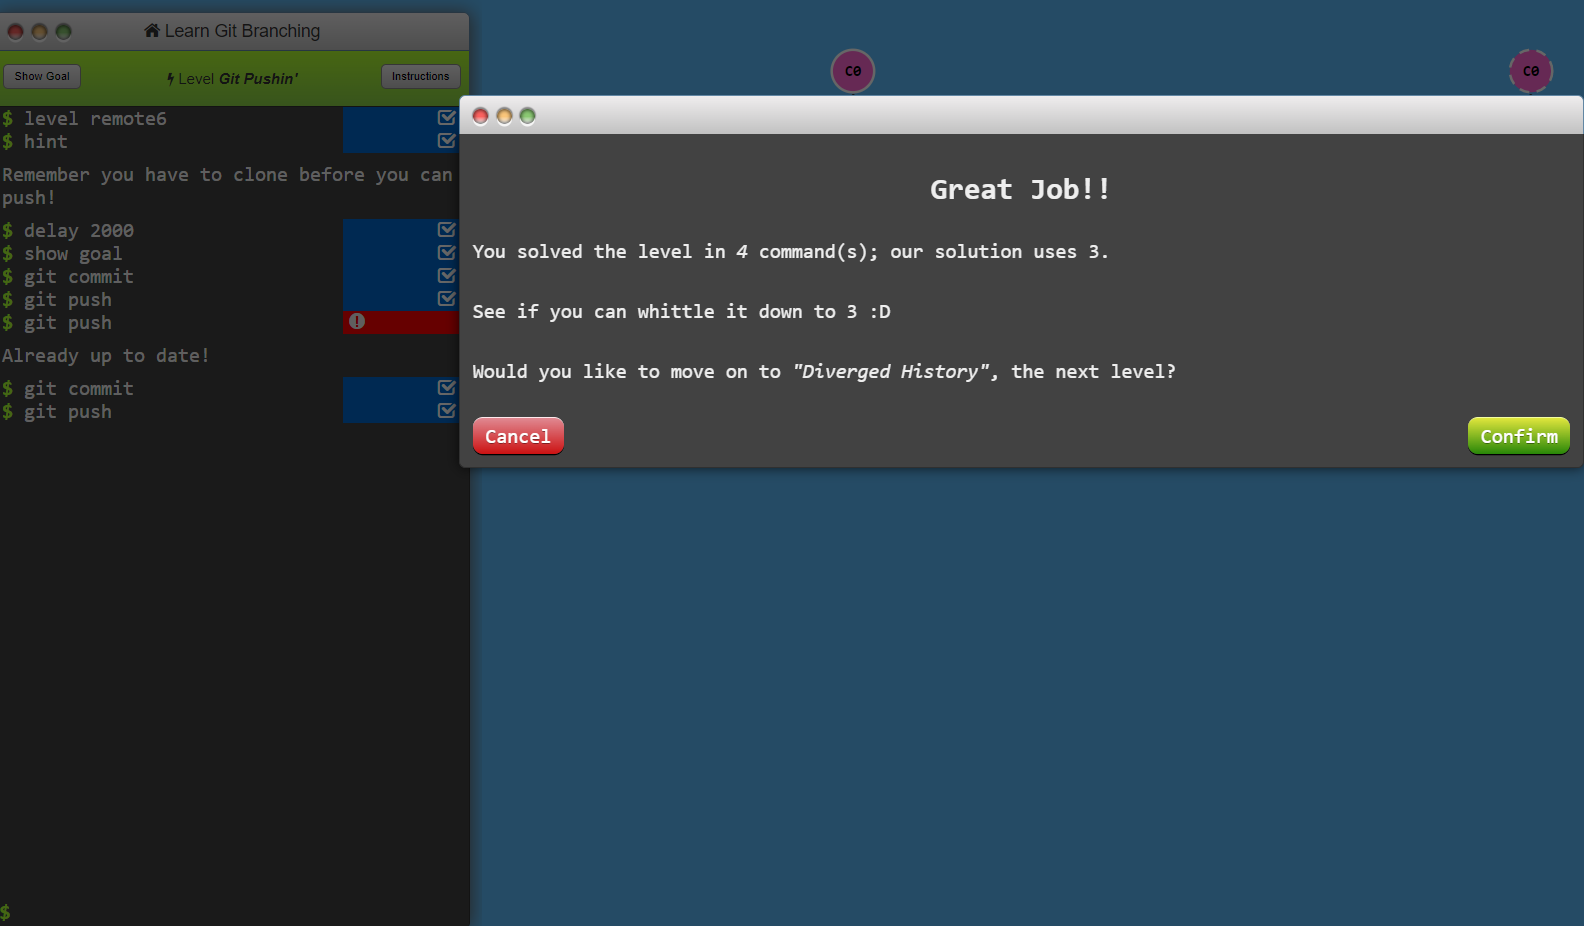 Learn Git Branching
Show Goal
Level Git Pushin'
Instructions
$ level remote6
$ hint
Remember you have to clone before you can
push!
$ delay 2000
$ show goal
$ git commit
$ git push
$ git push
Already up to date!
$ git commit
$ git push
$
C0
C0
Great Job!!
You solved the level in 4 command(s); our solution uses 3.
See if you can whittle it down to 3 :D
Would you like to move on to "Diverged History", the next level?
Cancel
Confirm